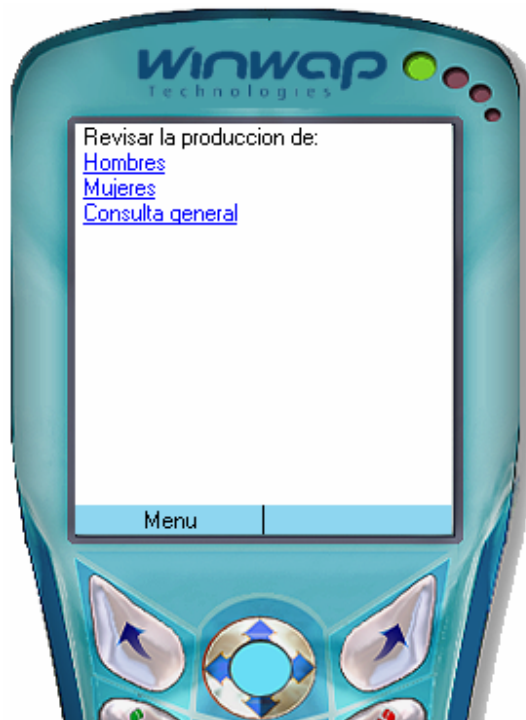 Winwap
Technologies
Revisar la produccion de:
Hombres
Mujeres
Consulta general
Menu